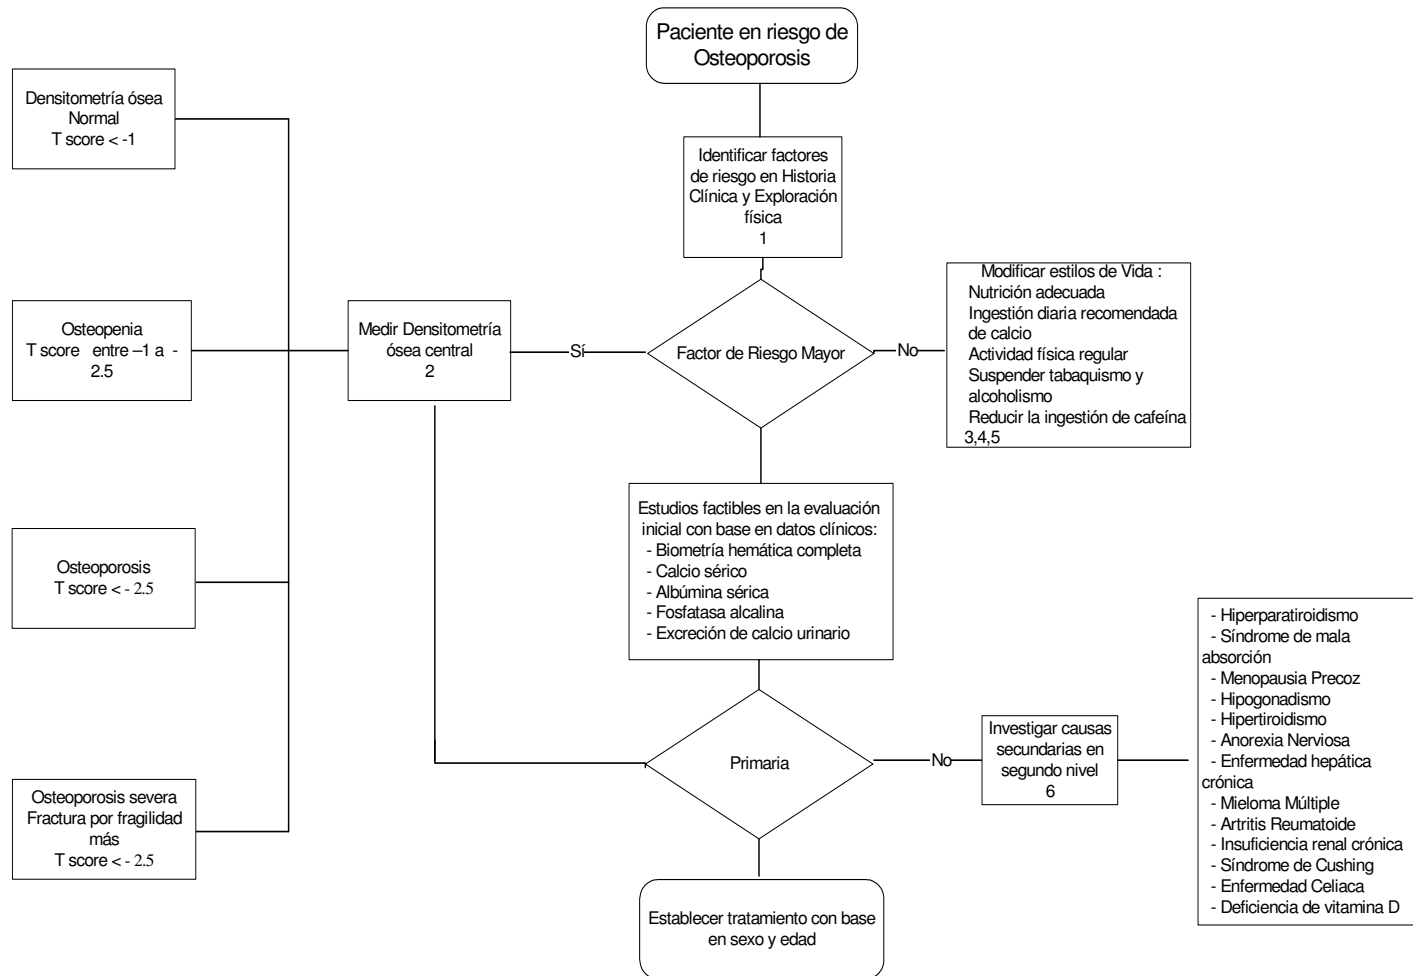 Paciente en riesgo de
Osteoporosis
Identificar factores
de riesgo en Historia
Clínica y Exploración
física
1
Factor de Riesgo Mayor
Sí
No
Modificar estilos de Vida :
Nutrición adecuada
Ingestión diaria recomendada
de calcio
Actividad física regular
Suspender tabaquismo y
alcoholismo
Reducir la ingestión de cafeína
3,4,5
Medir Densitometría
ósea central
2
Densitometría ósea
Normal
T score < -1
Osteopenia
T score entre –1 a -
2.5
Osteoporosis
T score < - 2.5
Osteoporosis severa
Fractura por fragilidad
más
T score < - 2.5
Estudios factibles en la evaluación
inicial con base en datos clínicos:
- Biometría hemática completa
- Calcio sérico
- Albúmina sérica
- Fosfatasa alcalina
- Excreción de calcio urinario
Primaria
No
Investigar causas
secundarias en
segundo nivel
6
- Hiperparatiroidismo
- Síndrome de mala
absorción
- Menopausia Precoz
- Hipogonadismo
- Hipertiroidismo
- Anorexia Nerviosa
- Enfermedad hepática
crónica
- Mieloma Múltiple
- Artritis Reumatoide
- Insuficiencia renal crónica
- Síndrome de Cushing
- Enfermedad Celiaca
- Deficiencia de vitamina D
Establecer tratamiento con base
en sexo y edad